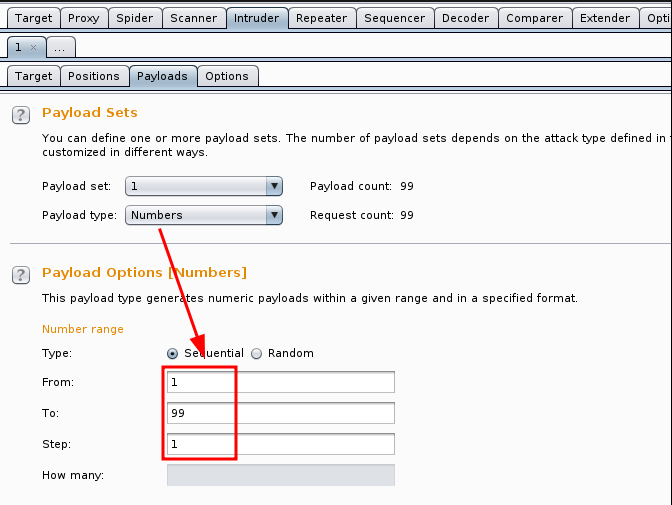 Target Proxy Spider Scanner Intruder Repeater Sequencer Decoder Comparer Extender Opti
1 × ...
Target Positions Payloads Options
? Payload Sets
You can define one or more payload sets. The number of payload sets depends on the attack type defined in t
customized in different ways.
Payload set: 1 Payload count: 99
Payload type: Numbers Request count: 99
? Payload Options [Numbers]
This payload type generates numeric payloads within a given range and in a specified format.
Number range
Type: Sequential Random
From: 1
To: 99
Step: 1
How many: